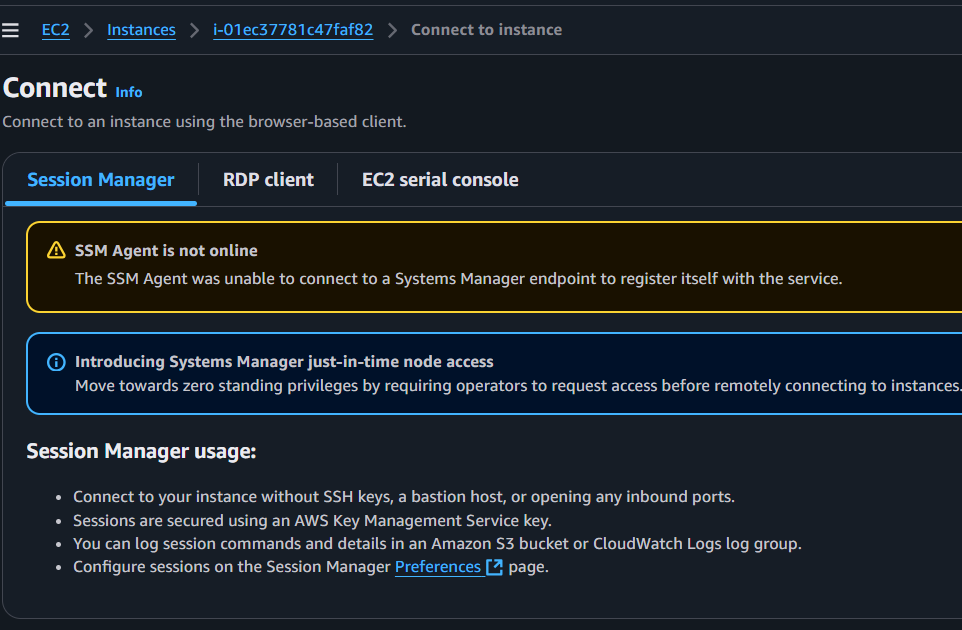 EC2 > Instances > i-01ec37781c47faf82 > Connect to instance
Connect Info
Connect to an instance using the browser-based client.
Session Manager RDP client EC2 serial console
SSM Agent is not online
The SSM Agent was unable to connect to a Systems Manager endpoint to register itself with the service.
Introducing Systems Manager just-in-time node access
Move towards zero standing privileges by requiring operators to request access before remotely connecting to instances.
Session Manager usage:
• Connect to your instance without SSH keys, a bastion host, or opening any inbound ports.
• Sessions are secured using an AWS Key Management Service key.
• You can log session commands and details in an Amazon S3 bucket or CloudWatch Logs log group.
• Configure sessions on the Session Manager Preferences page.